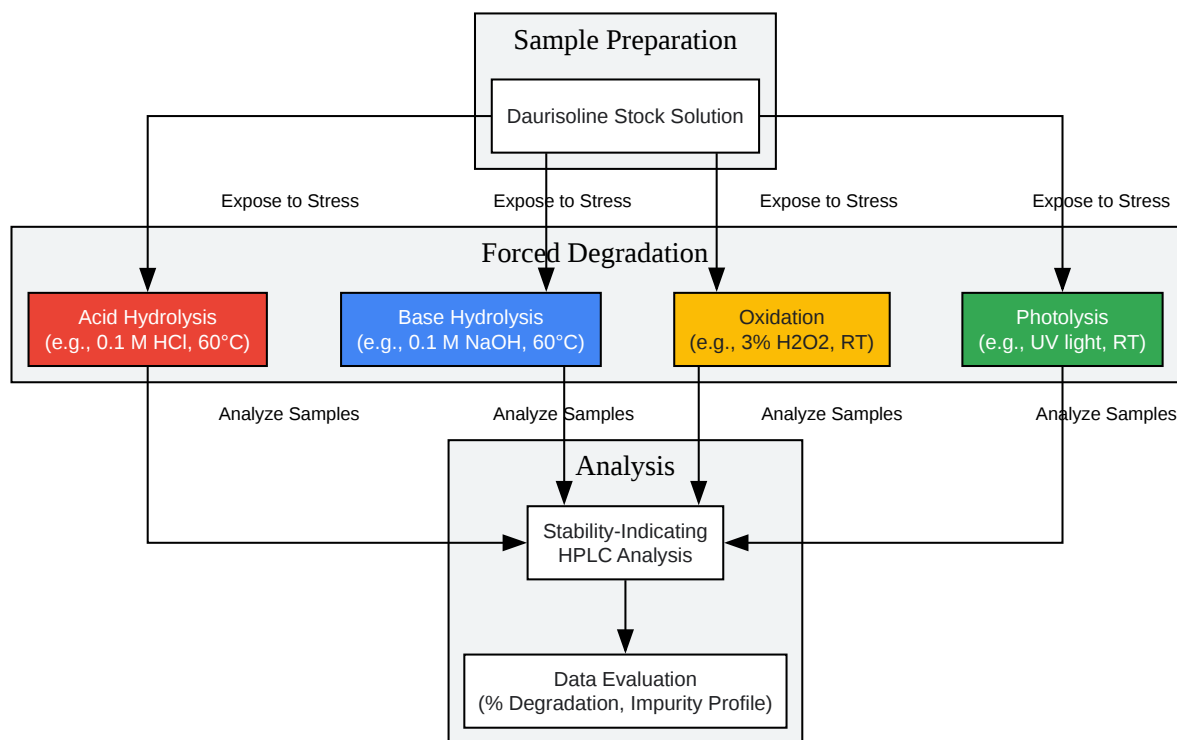 Sample Preparation
Daurisoline Stock Solution
Expose to Stress
Expose to Stress
Expose to Stress
Expose to Stress
Forced Degradation
Acid Hydrolysis
(e.g., 0.1 M HCl, 60°C)
Base Hydrolysis
(e.g., 0.1 M NaOH, 60°C)
Oxidation
(e.g., 3% H2O2, RT)
Photolysis
(e.g., UV light, RT)
Analyze Samples
Analyze Samples
Analyze Samples
Analyze Samples
Analysis
Stability-Indicating
HPLC Analysis
Data Evaluation
(% Degradation, Impurity Profile)